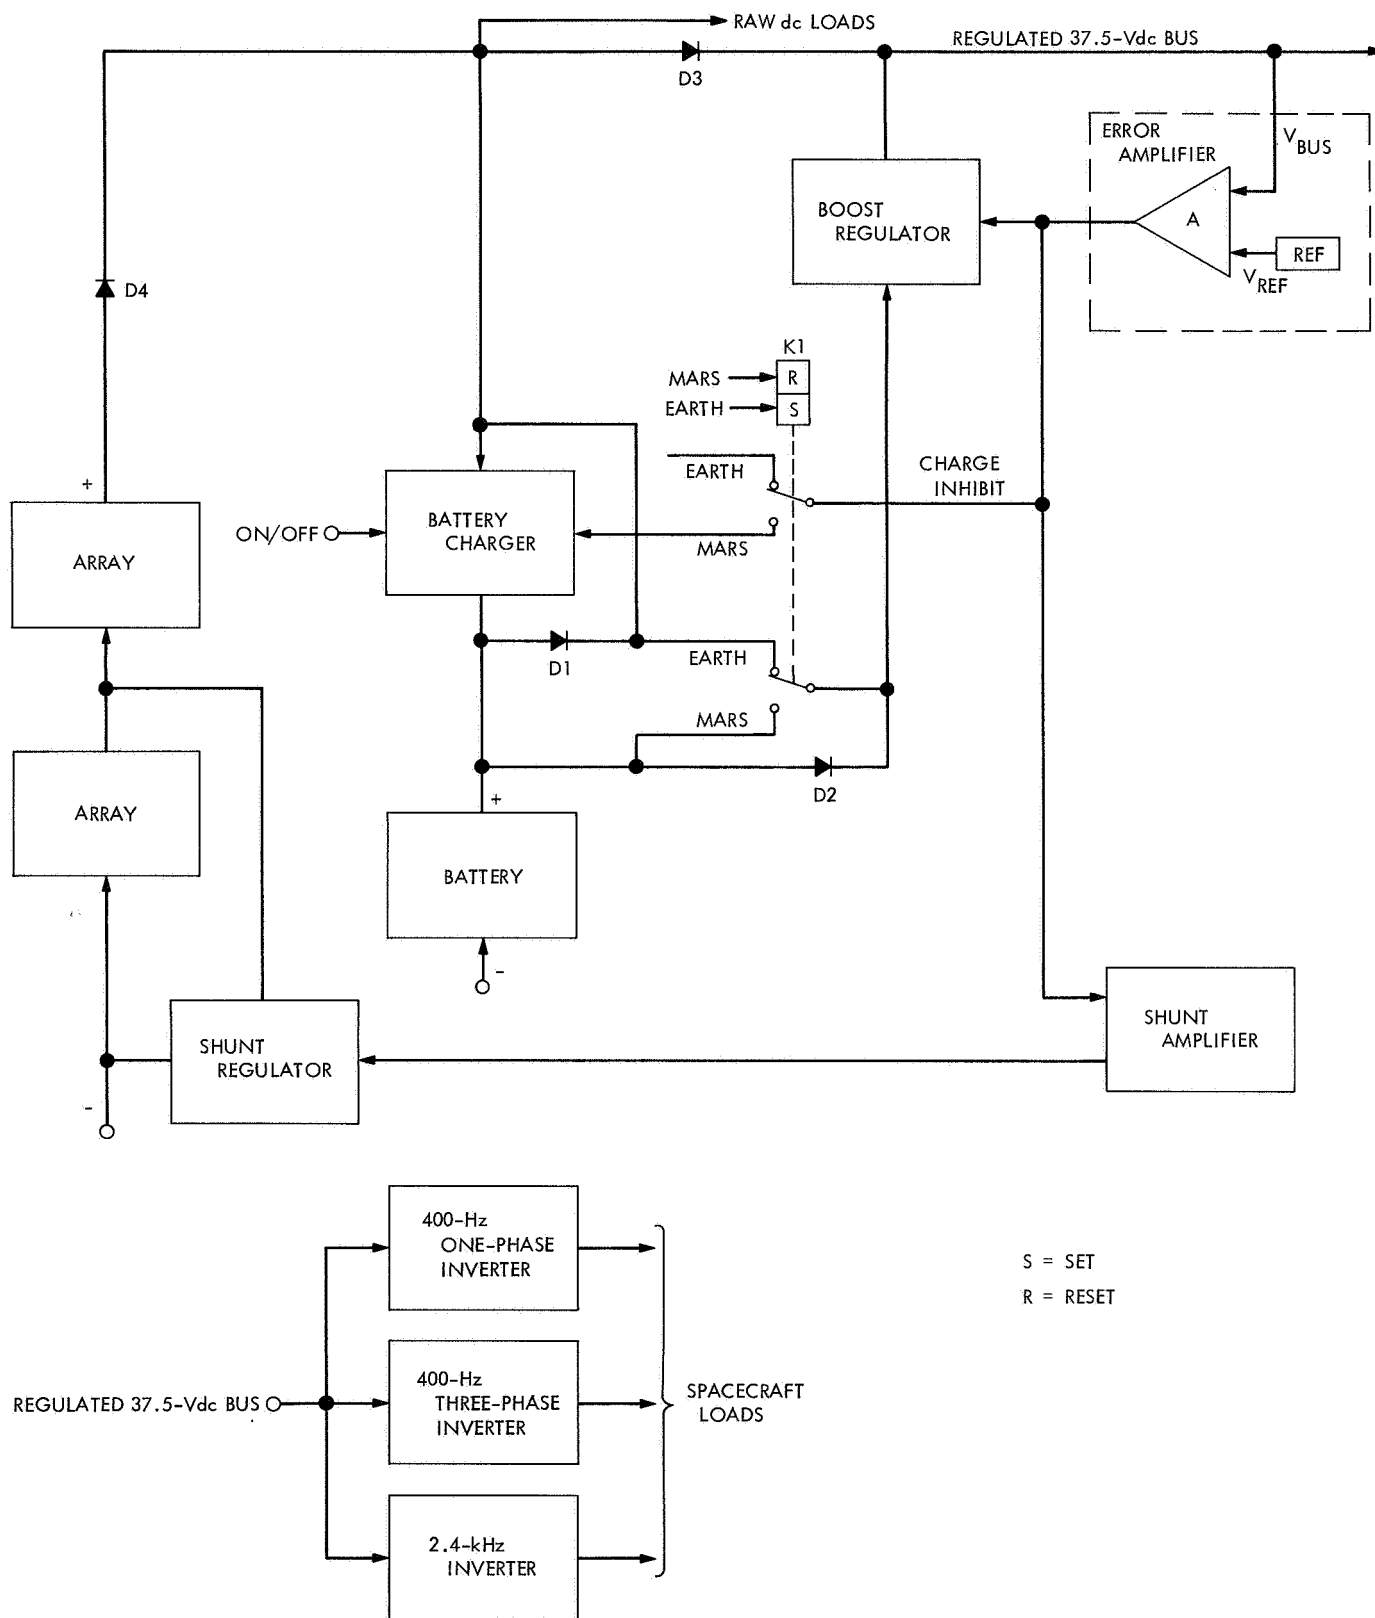 RAW dc LOADS
REGULATED 37.5-Vdc BUS
D3
ERROR
AMPLIFIER
V BUS
BOOST
REGULATOR
A
REF
V REF
D4
K1
MARS
R
EARTH
S
EARTH
CHARGE
INHIBIT
+
BATTERY
CHARGER
ON/OFF
MARS
ARRAY
D1
EARTH
MARS
D2
+
ARRAY
BATTERY
-
SHUNT
REGULATOR
SHUNT
AMPLIFIER
-
400-Hz
ONE-PHASE
INVERTER
S = SET
R = RESET
400-Hz
THREE-PHASE
INVERTER
REGULATED 37.5-Vdc BUS
SPACECRAFT
LOADS
2.4-kHz
INVERTER